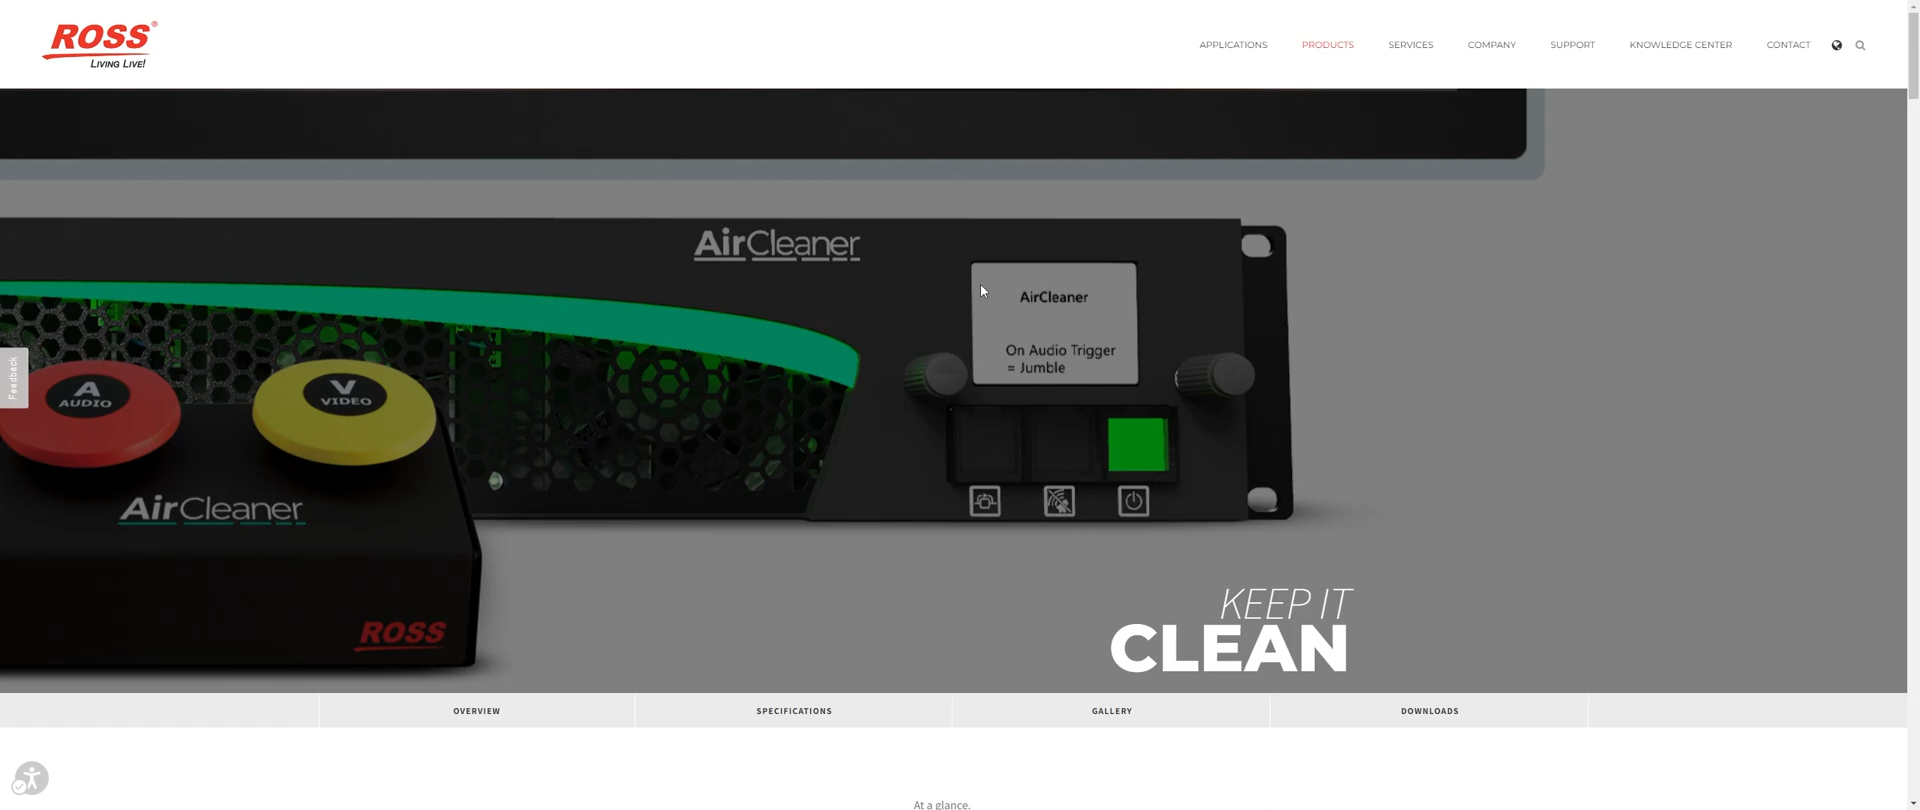 ROSS®
LIVING LIVE!
APPLICATIONS
PRODUCTS
SERVICES
COMPANY
SUPPORT
KNOWLEDGE CENTER
CONTACT
AirCleaner
AirCleaner
On Audio Trigger
= Jumble
Feedback
A
AUDIO
V
VIDEO
AirCleaner
ROSS
KEEP IT
CLEAN
OVERVIEW
SPECIFICATIONS
GALLERY
DOWNLOADS
At a glance.